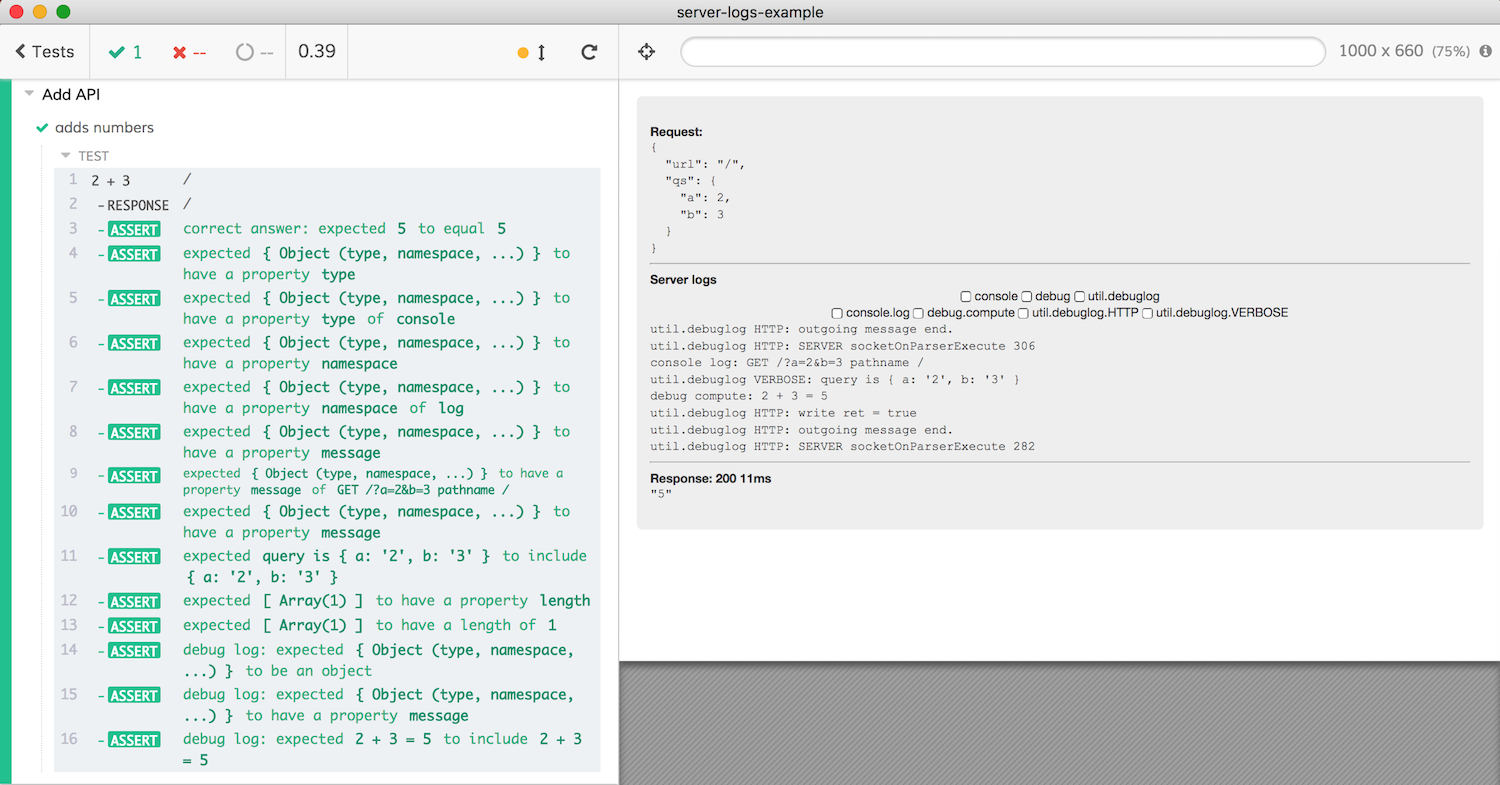 server-logs-example
Tests
1
--
--
0.39
1000 x 660 (75%)
Add API
adds numbers
TEST
1 2 + 3 /
2 -RESPONSE /
3 -ASSERT correct answer: expected 5 to equal 5
4 -ASSERT expected { Object (type, namespace, ...) } to
have a property type
5 -ASSERT expected { Object (type, namespace, ...) } to
have a property type of console
6 -ASSERT expected { Object (type, namespace, ...) } to
have a property namespace
7 -ASSERT expected { Object (type, namespace, ...) } to
have a property namespace of log
8 -ASSERT expected { Object (type, namespace, ...) } to
have a property message
9 -ASSERT expected { Object (type, namespace, ...) } to have a
property message of GET /?a=2&b=3 pathname /
10 -ASSERT expected { Object (type, namespace, ...) } to
have a property message
11 -ASSERT expected query is { a: '2', b: '3' } to include
{ a: '2', b: '3' }
12 -ASSERT expected [ Array(1) ] to have a property length
13 -ASSERT expected [ Array(1) ] to have a length of 1
14 -ASSERT debug log: expected { Object (type, namespace,
...) } to be an object
15 -ASSERT debug log: expected { Object (type, namespace,
...) } to have a property message
16 -ASSERT debug log: expected 2 + 3 = 5 to include 2 + 3
= 5
Request:
{
"url": "/",
"qs": {
"a": 2,
"b": 3
}
}
Server logs
console debug util.debuglog
console.log debug.compute util.debuglog.HTTP util.debuglog.VERBOSE
util.debuglog HTTP: outgoing message end.
util.debuglog HTTP: SERVER socketOnParserExecute 306
console log: GET /?a=2&b=3 pathname /
util.debuglog VERBOSE: query is { a: '2', b: '3' }
debug compute: 2 + 3 = 5
util.debuglog HTTP: write ret = true
util.debuglog HTTP: outgoing message end.
util.debuglog HTTP: SERVER socketOnParserExecute 282
Response: 200 11ms
"5"